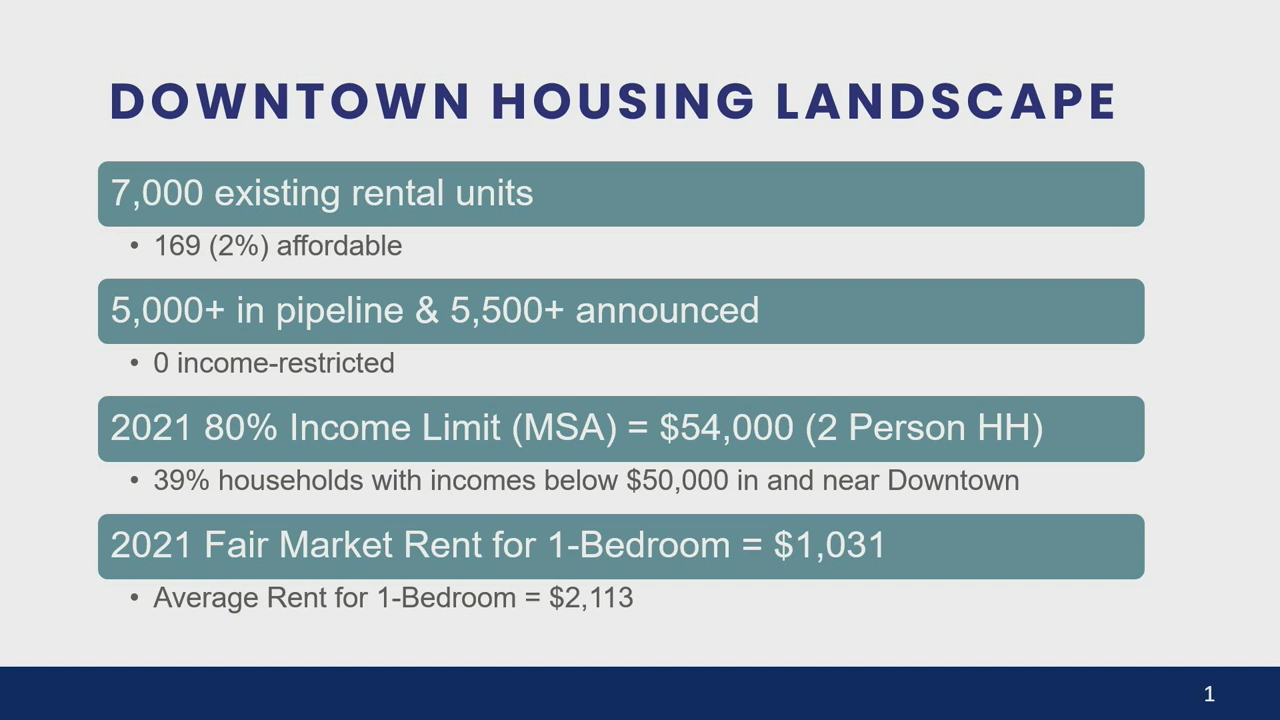 DOWNTOWN HOUSING LANDSCAPE
7,000 existing rental units
• 169 (2%) affordable
5,000+ in pipeline & 5,500+ announced
• 0 income-restricted
2021 80% Income Limit (MSA) = $54,000 (2 Person HH)
• 39% households with incomes below $50,000 in and near Downtown
2021 Fair Market Rent for 1-Bedroom = $1,031
• Average Rent for 1-Bedroom = $2,113
1